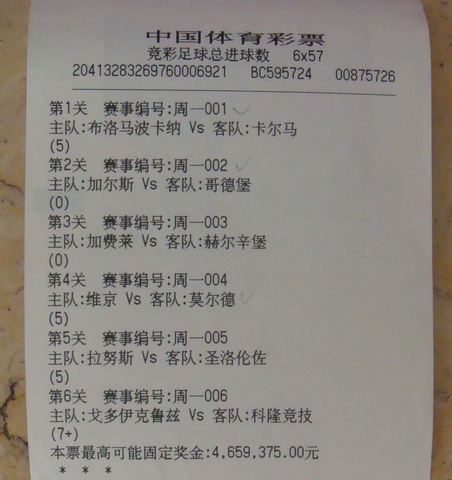 中国体育彩票
竞彩足球总进球数 6x57
20413283269760006921 BC595724 00875726
第1关 赛事编号:周一001
主队:布洛马波卡纳 Vs 客队:卡尔马
(5)
第2关 赛事编号:周一002
主队:加尔斯 Vs 客队:哥德堡
(0)
第3关 赛事编号:周一003
主队:加费莱 Vs 客队:赫尔辛堡
(0)
第4关 赛事编号:周一004
主队:维京 Vs 客队:莫尔德
(5)
第5关 赛事编号:周一005
主队:拉努斯 Vs 客队:圣洛伦佐
(5)
第6关 赛事编号:周一006
主队:戈多伊克鲁兹 Vs 客队:科隆竞技
(7+)
本票最高可能固定奖金:4,659,375.00元
* * *